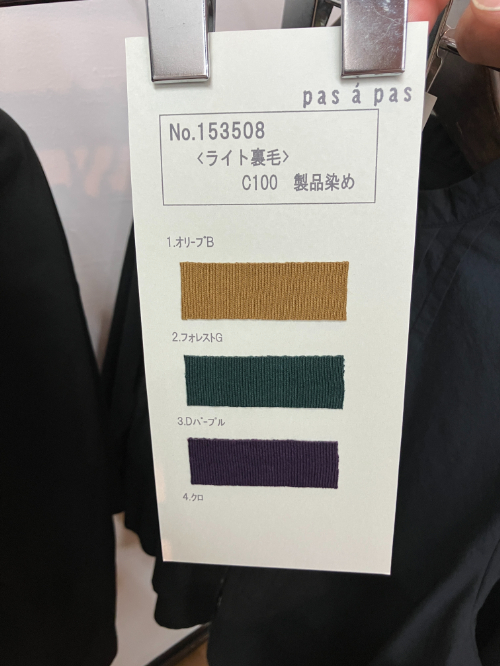 pas á pas
No.153508
<ライト裏毛>
C100 製品染め
1.オリーブB
2.フォレストG
3.Dパープル
4.クロ